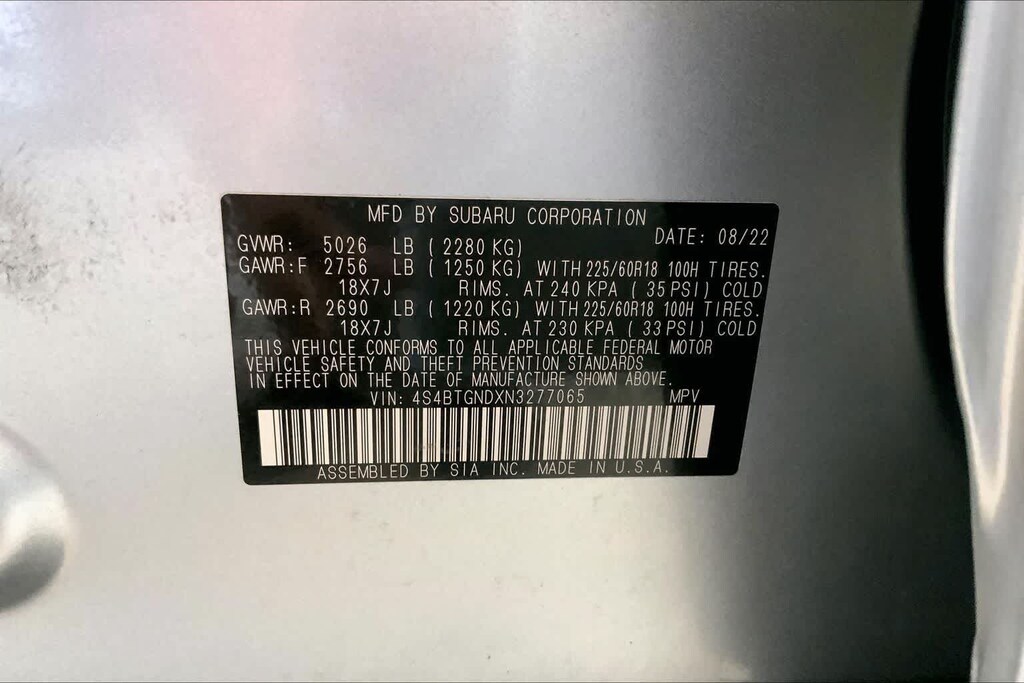 MFD BY SUBARU CORPORATION
DATE: 08/22
GVWR: 5026 LB (2280 KG)
GAWR:F 2756 LB (1250 KG) WITH 225/60R18 100H TIRES.
18X7J RIMS. AT 240 KPA (35 PSI) COLD
GAWR:R 2690 LB (1220 KG) WITH 225/60R18 100H TIRES.
18X7J RIMS. AT 230 KPA (33 PSI) COLD
THIS VEHICLE CONFORMS TO ALL APPLICABLE FEDERAL MOTOR
VEHICLE SAFETY AND THEFT PREVENTION STANDARDS
IN EFFECT ON THE DATE OF MANUFACTURE SHOWN ABOVE.
VIN: 4S4BTGNDXN3277065 MPV
ASSEMBLED BY SIA INC. MADE IN U.S.A.